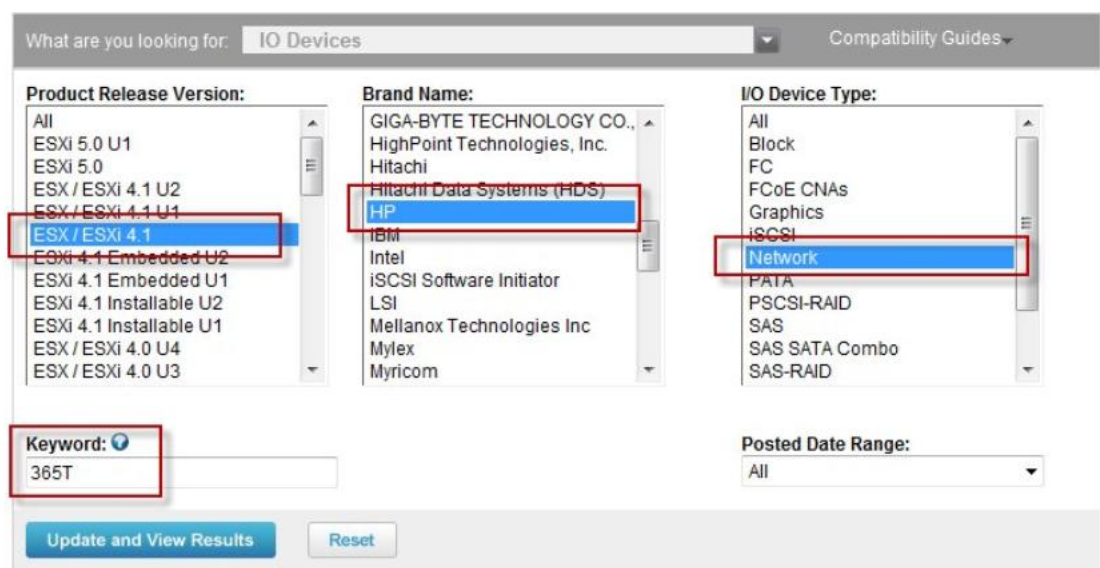 What are you looking for: IO Devices Compatibility Guides
Product Release Version:
All
ESXi 5.0 U1
ESXi 5.0
ESX / ESXi 4.1 U2
ESX / ESXi 4.1 U1
ESX / ESXi 4.1
ESXi 4.1 Embedded U2
ESXi 4.1 Embedded U1
ESXi 4.1 Installable U2
ESXi 4.1 Installable U1
ESX / ESXi 4.0 U4
ESX / ESXi 4.0 U3
Brand Name:
GIGA-BYTE TECHNOLOGY CO.,
HighPoint Technologies, Inc.
Hitachi
Hitachi Data Systems (HDS)
HP
IBM
Intel
iSCSI Software Initiator
LSI
Mellanox Technologies Inc
Mylex
Myricom
I/O Device Type:
All
Block
FC
FCoE CNAs
Graphics
iSCSI
Network
PATA
PSCSI-RAID
SAS
SAS SATA Combo
SAS-RAID
Keyword:
365T
Posted Date Range:
All
Update and View Results Reset